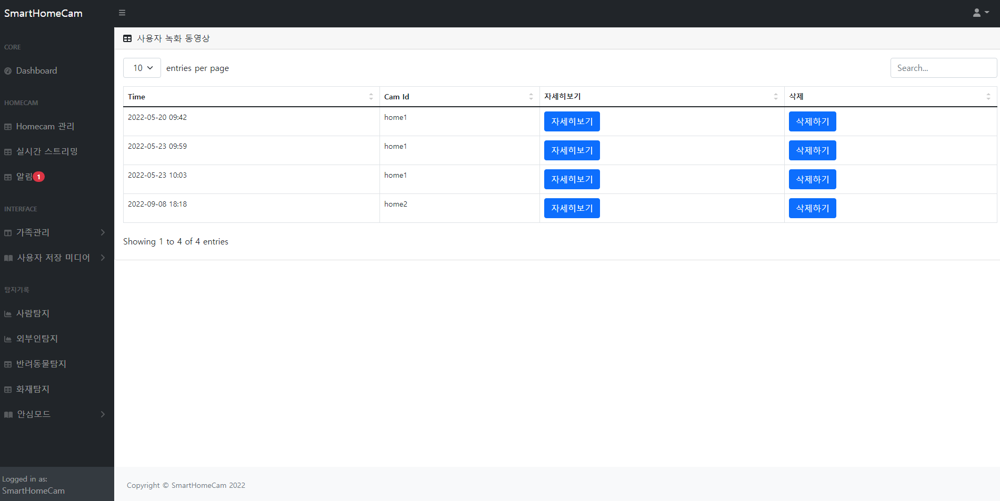 SmartHomeCam
CORE
Dashboard
HOMECAM
Homecam 관리
실시간 스트리밍
알림 1
INTERFACE
가족관리
사용자 저장 미디어
탐지기록
사람탐지
외부인탐지
반려동물탐지
화재탐지
안심모드
Logged in as:
SmartHomeCam
사용자 녹화 동영상
10 entries per page
Search...
Time Cam Id 자세히보기 삭제
2022-05-20 09:42 home1 자세히보기 삭제하기
2022-05-23 09:59 home1 자세히보기 삭제하기
2022-05-23 10:03 home1 자세히보기 삭제하기
2022-09-08 18:18 home2 자세히보기 삭제하기
Showing 1 to 4 of 4 entries
Copyright © SmartHomeCam 2022